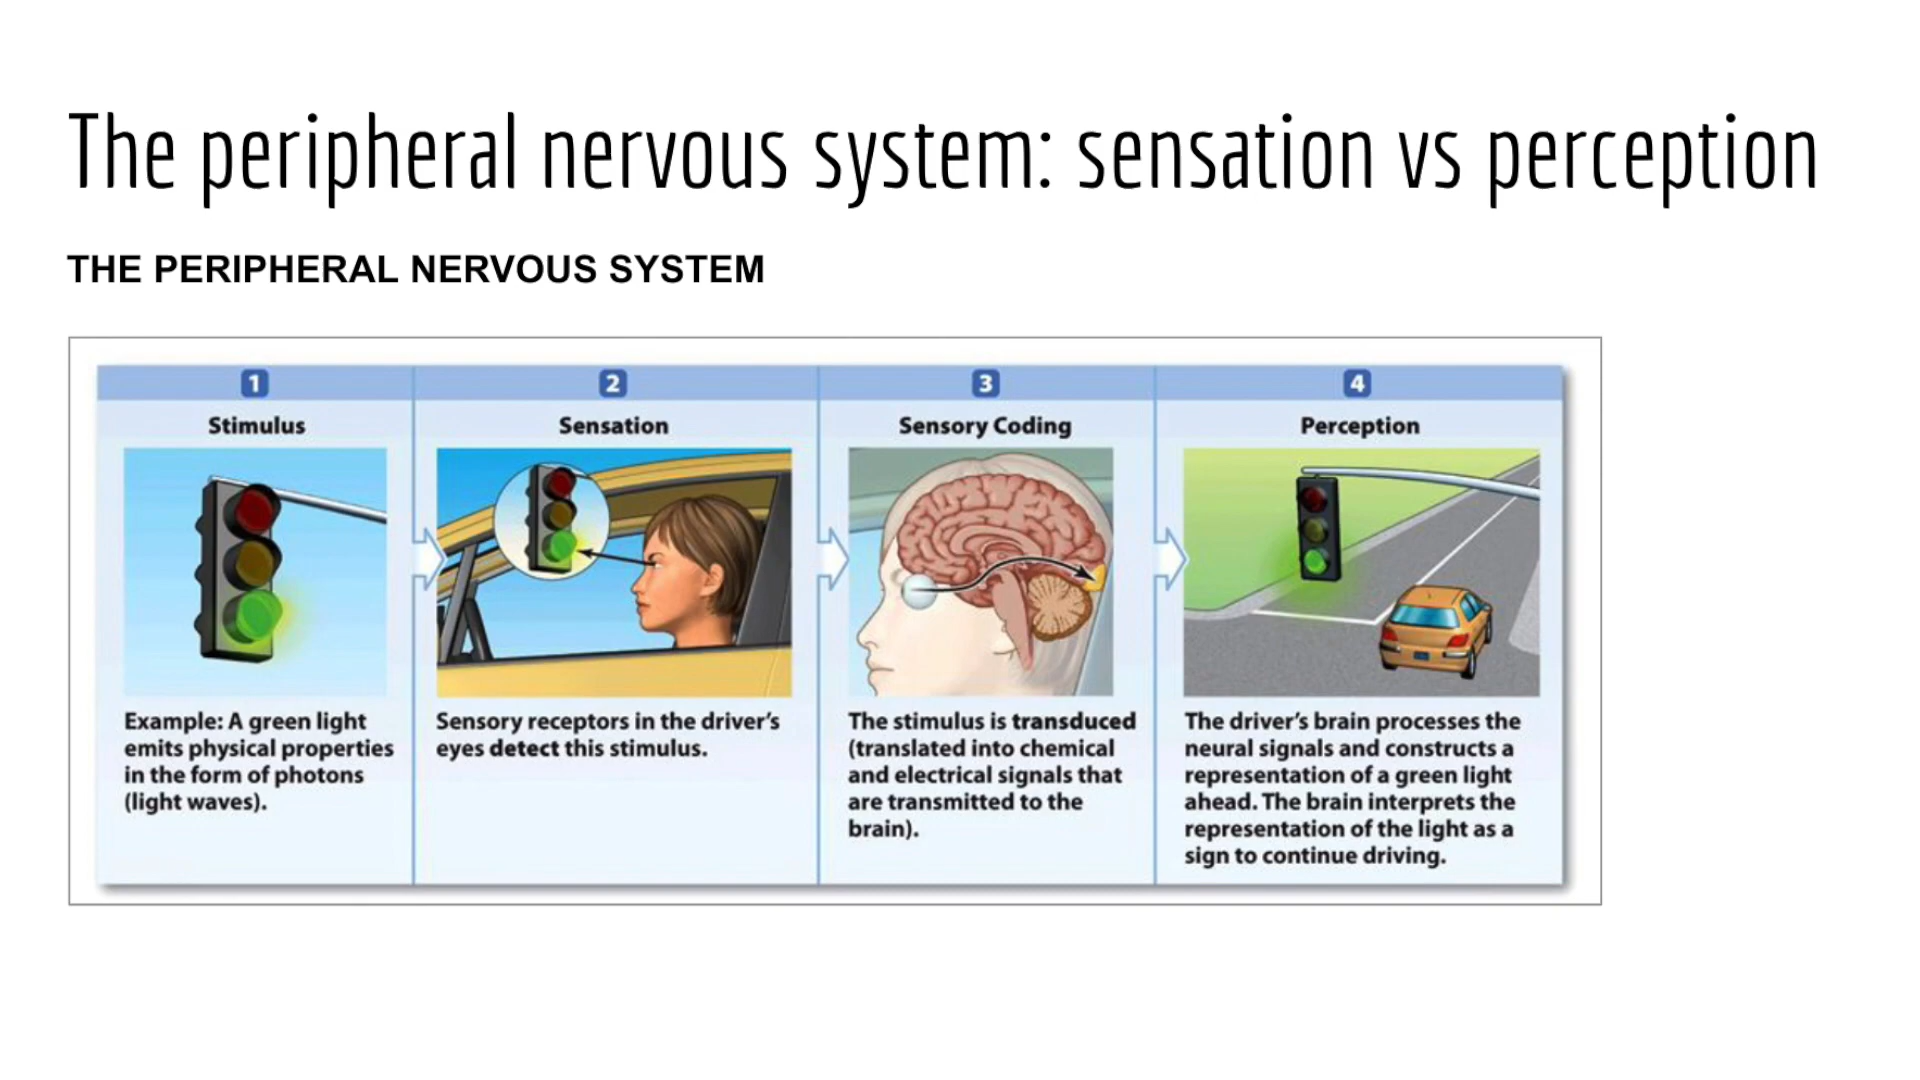 The peripheral nervous system: sensation vs perception
THE PERIPHERAL NERVOUS SYSTEM
1
Stimulus
Example: A green light
emits physical properties
in the form of photons
(light waves).
2
Sensation
Sensory receptors in the driver's
eyes detect this stimulus.
3
Sensory Coding
The stimulus is transduced
(translated into chemical
and electrical signals that
are transmitted to the
brain).
4
Perception
The driver's brain processes the
neural signals and constructs a
representation of a green light
ahead. The brain interprets the
representation of the light as a
sign to continue driving.